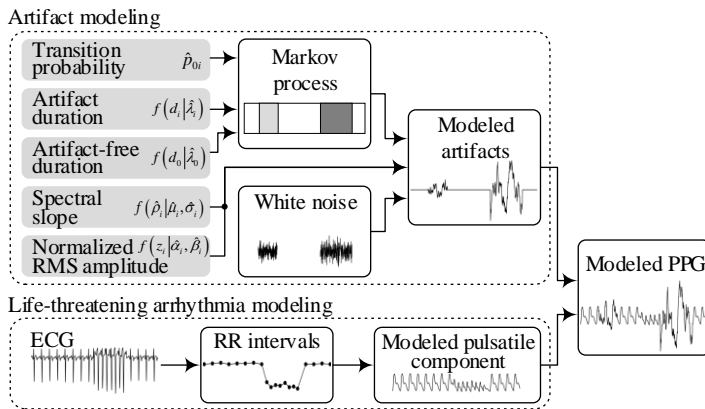 Artifact modeling
Transition
probability
p̂₀ᵢ
Artifact
duration
f(dᵢ|λ̂ᵢ)
Artifact-free
duration
f(d₀|λ̂₀)
Spectral
slope
f(ρ̂ᵢ|μ̂ᵢ,σ̂ᵢ)
Normalized
RMS amplitude
f(zᵢ|α̂ᵢ,β̂ᵢ)
Markov
process
White noise
Modeled
artifacts
Modeled PPG
Life-threatening arrhythmia modeling
ECG
RR intervals
Modeled pulsatile
component